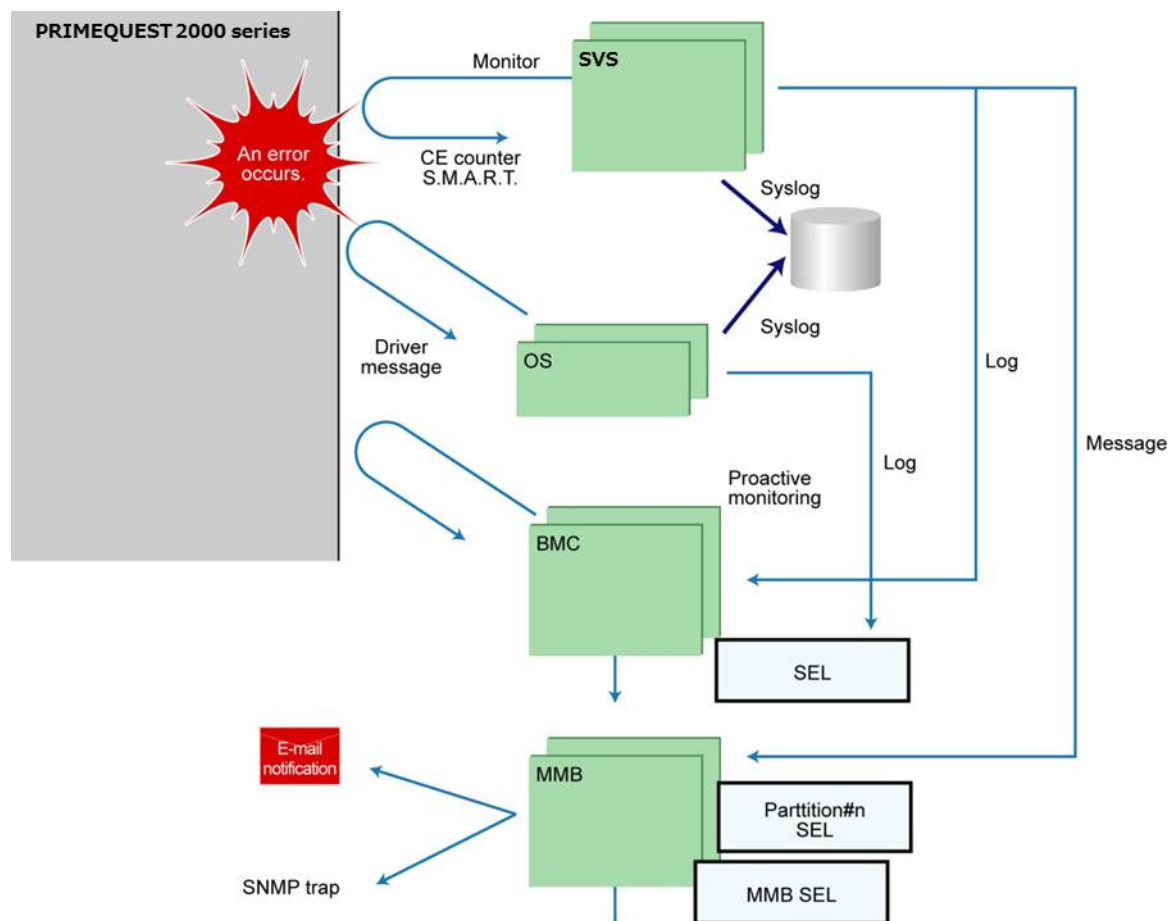 PRIMEQUEST 2000 series
An error
occurs.
Monitor
SVS
CE counter
S.M.A.R.T.
Syslog
Syslog
Driver
message
OS
Log
Log
Message
Proactive
monitoring
BMC
SEL
E-mail
notification
MMB
Parttition#n
SEL
SNMP trap
MMB SEL